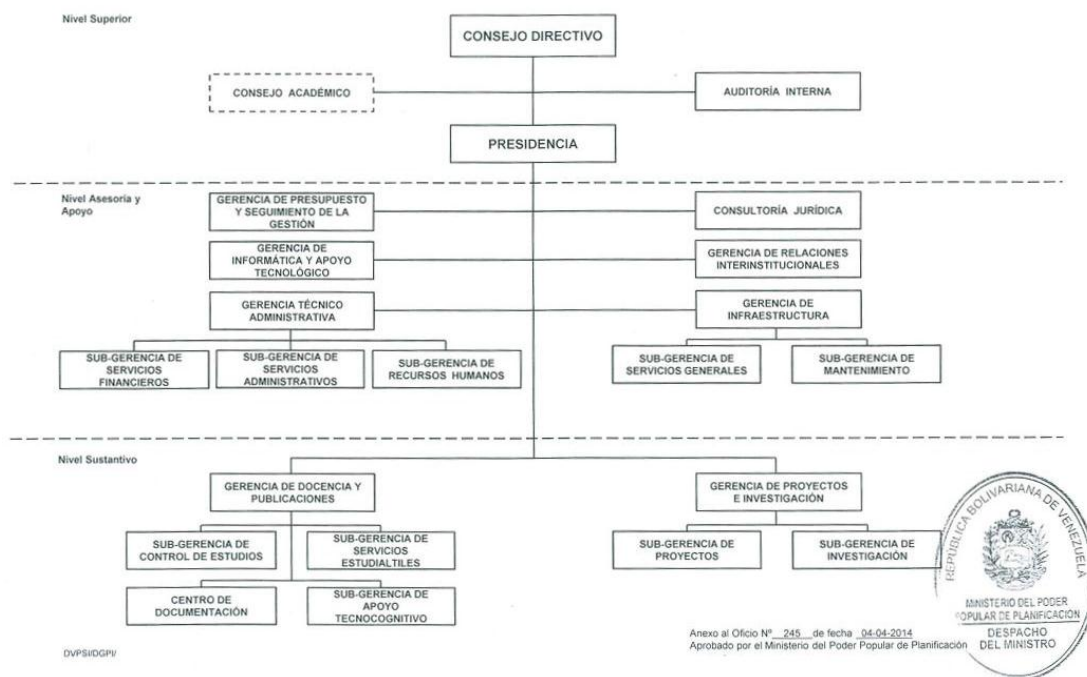 Nivel Superior
CONSEJO DIRECTIVO
CONSEJO ACADÉMICO
AUDITORÍA INTERNA
PRESIDENCIA
Nivel Asesoría y
Apoyo
GERENCIA DE PRESUPUESTO
Y SEGUIMIENTO DE LA
GESTIÓN
CONSULTORÍA JURÍDICA
GERENCIA DE
INFORMÁTICA Y APOYO
TECNOLÓGICO
GERENCIA DE RELACIONES
INTERINSTITUCIONALES
GERENCIA TÉCNICO
ADMINISTRATIVA
GERENCIA DE
INFRAESTRUCTURA
SUB-GERENCIA DE
SERVICIOS
FINANCIEROS
SUB-GERENCIA DE
SERVICIOS
ADMINISTRATIVOS
SUB-GERENCIA DE
RECURSOS HUMANOS
SUB-GERENCIA DE
SERVICIOS GENERALES
SUB-GERENCIA DE
MANTENIMIENTO
Nivel Sustantivo
GERENCIA DE DOCENCIA Y
PUBLICACIONES
GERENCIA DE PROYECTOS
E INVESTIGACIÓN
SUB-GERENCIA DE
CONTROL DE ESTUDIOS
SUB-GERENCIA DE
SERVICIOS
ESTUDIALTILES
SUB-GERENCIA DE
PROYECTOS
SUB-GERENCIA DE
INVESTIGACIÓN
CENTRO DE
DOCUMENTACIÓN
SUB-GERENCIA DE
APOYO
TECNOCOGNITIVO
REPÚBLICA BOLIVARIANA DE VENEZUELA
MINISTERIO DEL PODER
POPULAR DE PLANIFICACIÓN
DESPACHO
DEL MINISTRO
Anexo al Oficio Nº 245 de fecha 04-04-2014
Aprobado por el Ministerio del Poder Popular de Planificación
DVPSI/DGPI/